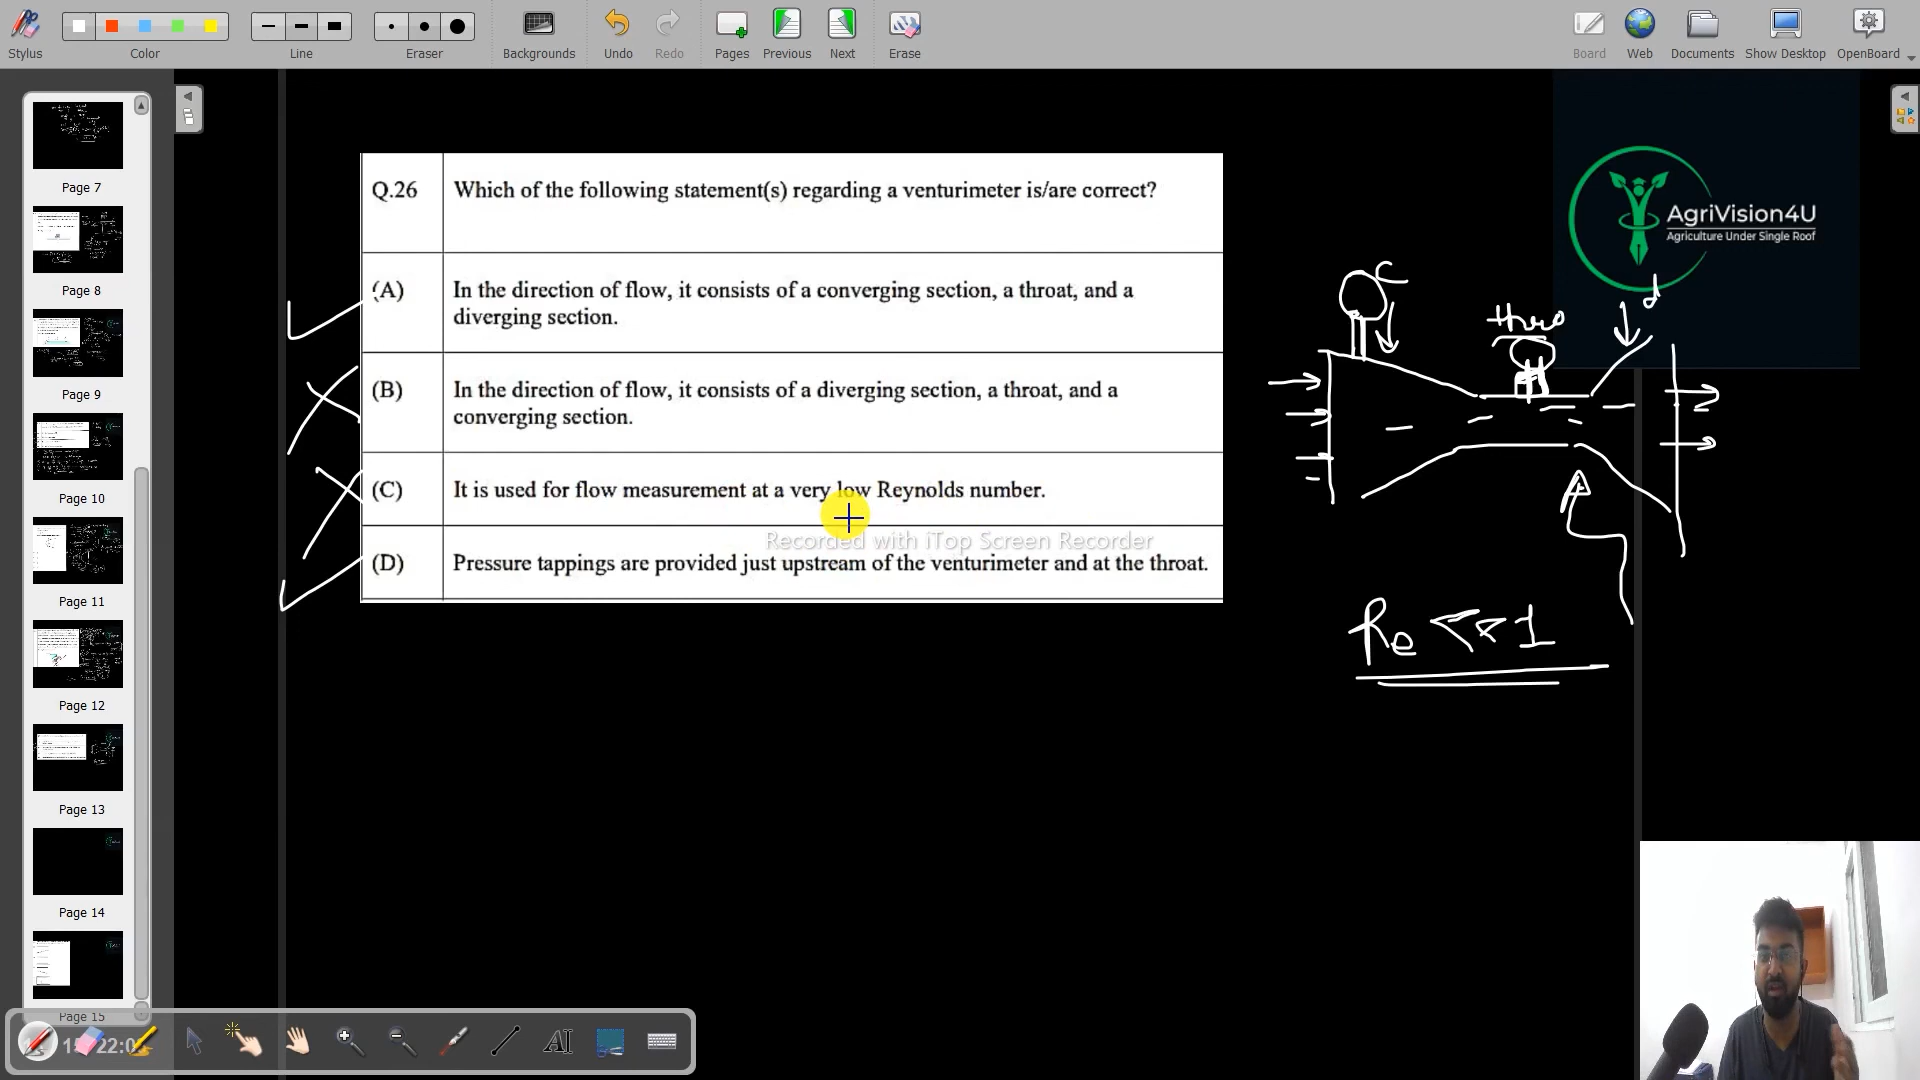 Stylus
Color
Line
Eraser
Backgrounds
Undo
Redo
Pages
Previous
Next
Erase
Board
Web
Documents
Show Desktop
OpenBoard
Page 7
Page 8
Page 9
Page 10
Page 11
Page 12
Page 13
Page 14
Page 15
Q.26 Which of the following statement(s) regarding a venturimeter is/are correct?
(A) In the direction of flow, it consists of a converging section, a throat, and a
diverging section.
(B) In the direction of flow, it consists of a diverging section, a throat, and a
converging section.
(C) It is used for flow measurement at a very low Reynolds number.
Recorded with iTop Screen Recorder
(D) Pressure tappings are provided just upstream of the venturimeter and at the throat.
AgriVision4U
Agriculture Under Single Roof
C
d
Re <<< 1
AI